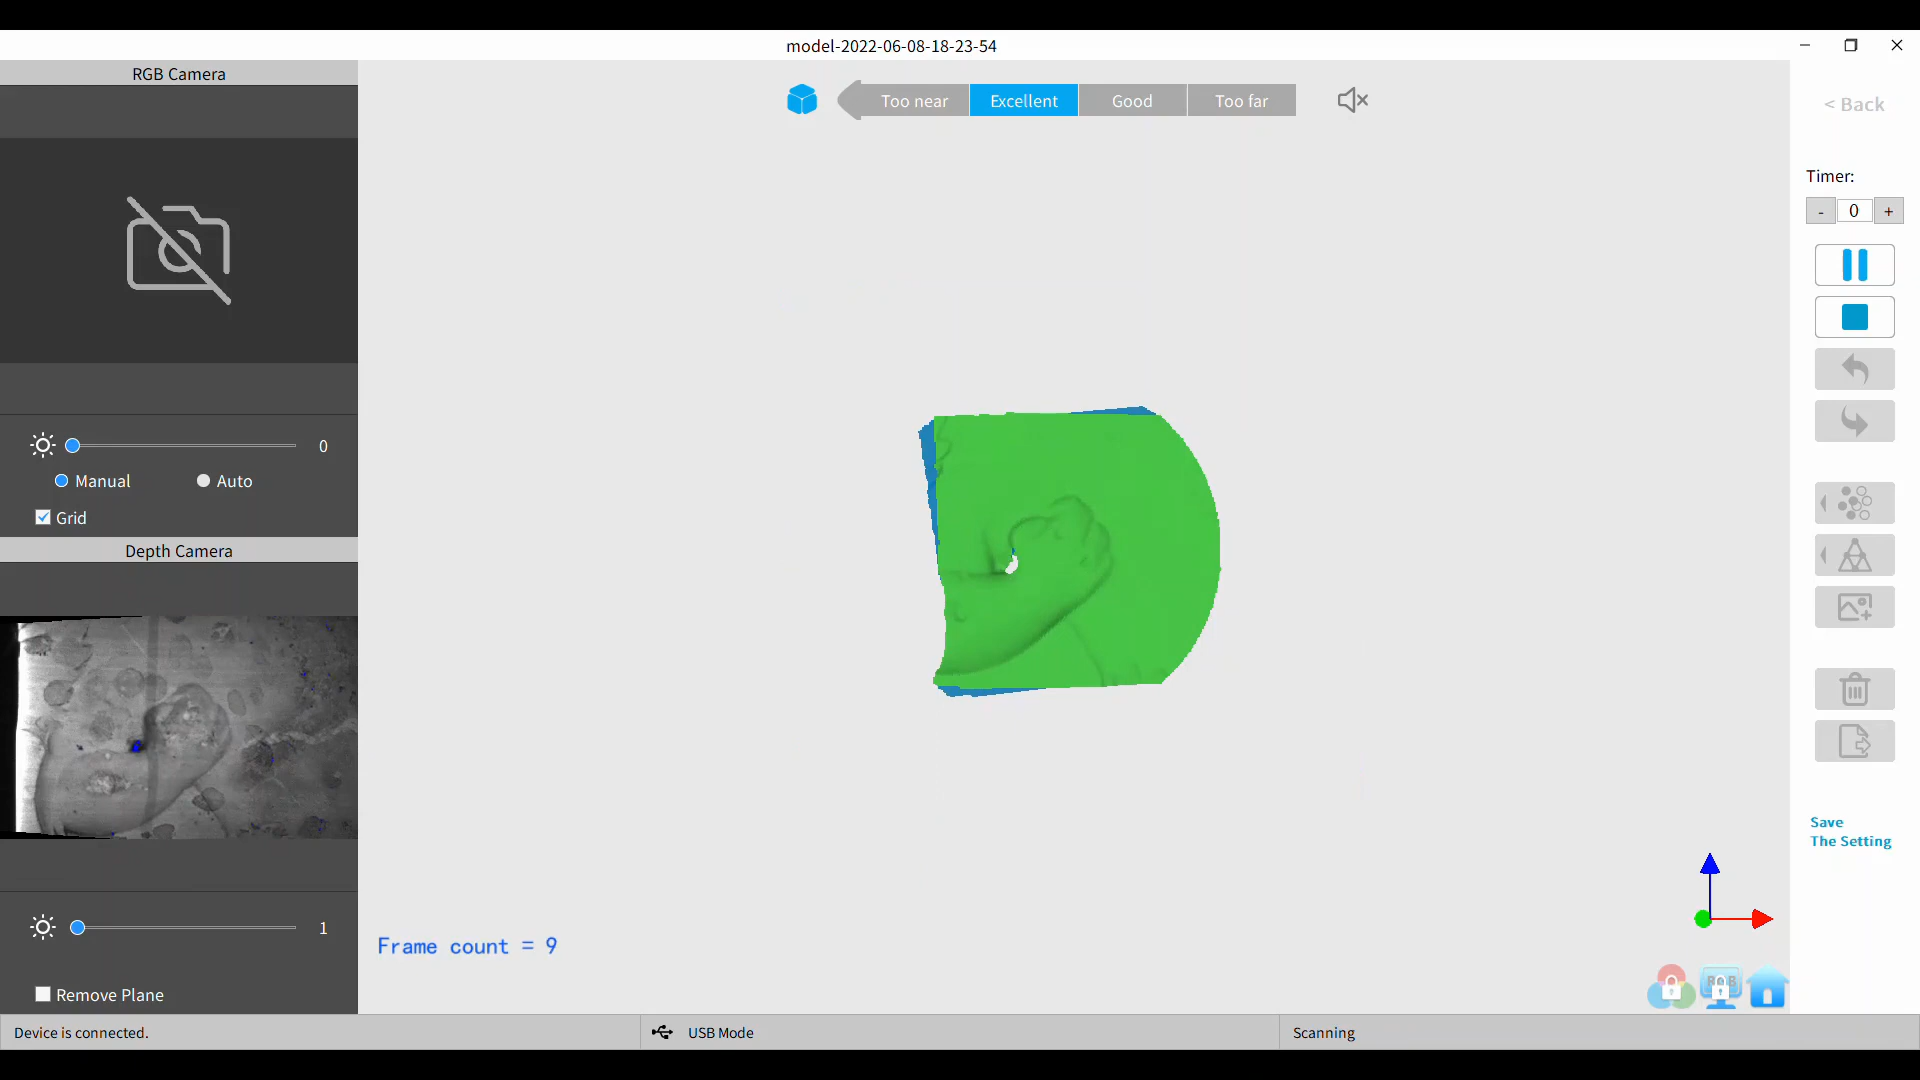 model-2022-06-08-18-23-54
RGB Camera
Too near
Excellent
Good
Too far
< Back
Timer:
- 0 +
0
Manual
Auto
Grid
Depth Camera
1
Remove Plane
Frame count = 9
Save
The Setting
RGB
Device is connected.
USB Mode
Scanning